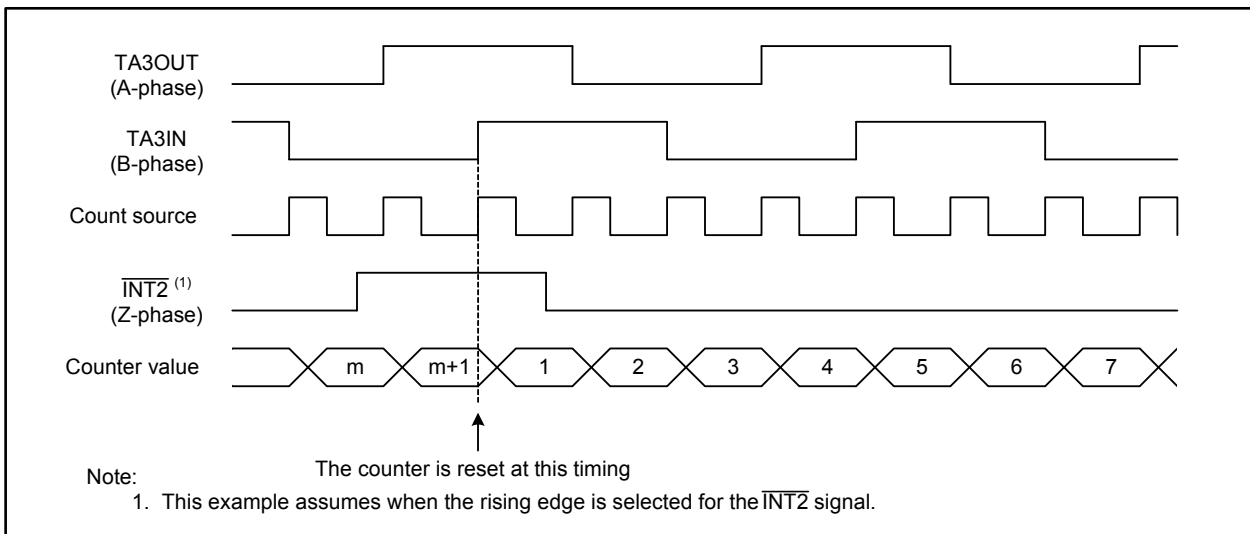 TA3OUT
(A-phase)
TA3IN
(B-phase)
Count source
INT2 (1)
(Z-phase)
Counter value
m
m+1
1
2
3
4
5
6
7
The counter is reset at this timing
Note:
1. This example assumes when the rising edge is selected for the INT2 signal.